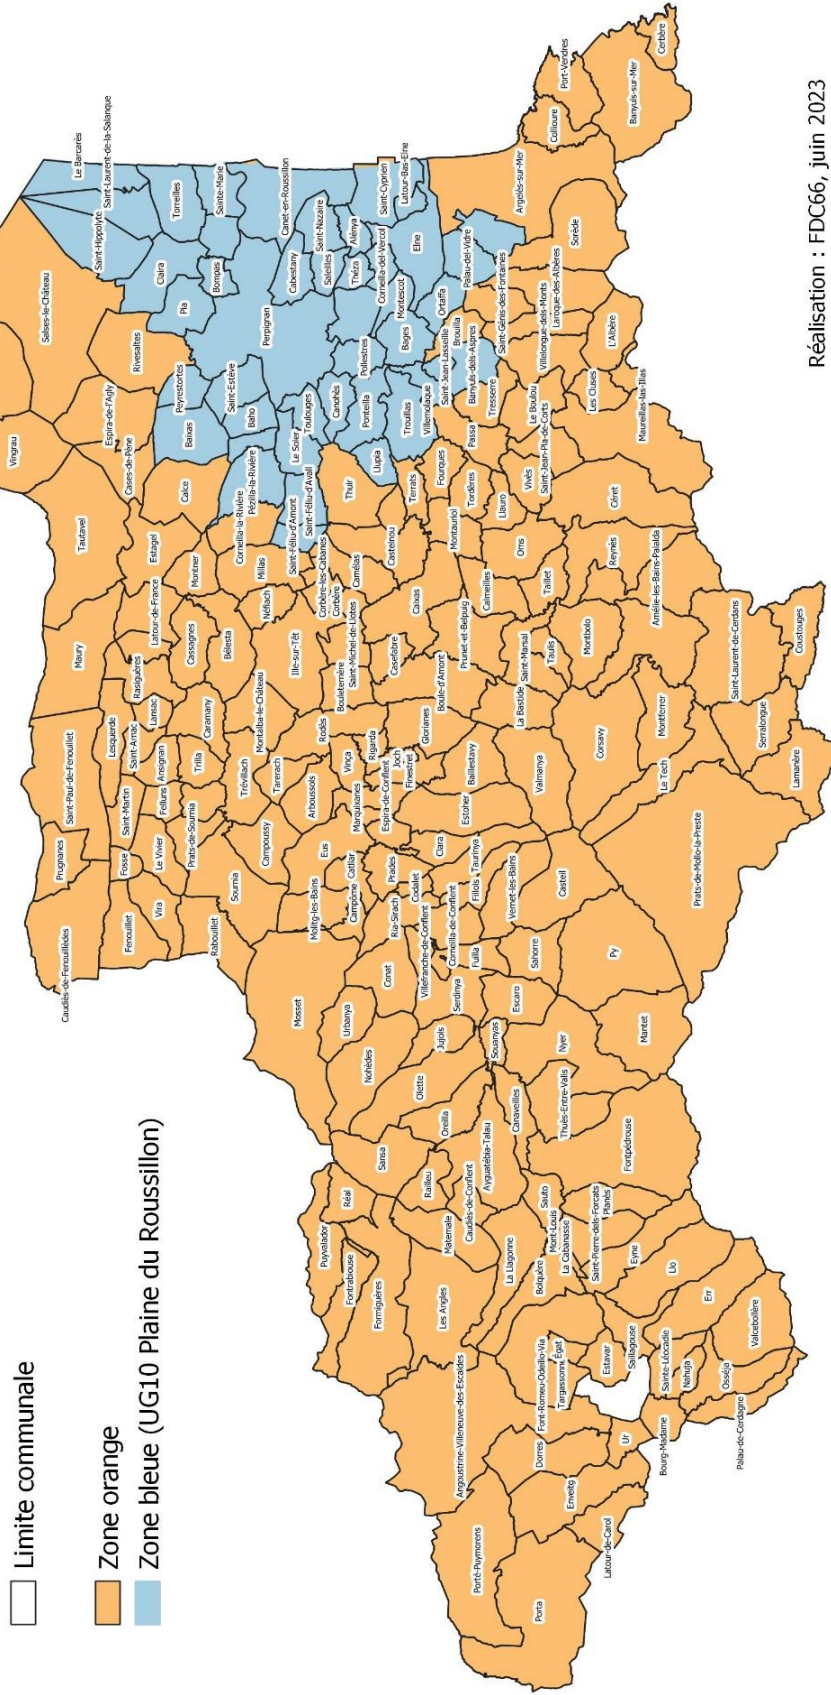 Limite communale
Zone orange
Zone bleue (UG10 Plaine du Roussillon)
Porta
Porté-Puymorens
Latour-de-Carol
Enveitg
Dorres
Angoustrine-Villeneuve-des-Escaldes
Ur
Bourg-Madame
Palau-de-Cerdagne
Osséja
Nahuja
Sainte-Léocadie
Valcebollère
Err
Llo
Saillagouse
Estavar
Targassonne
Égat
Font-Romeu-Odeillo-Via
Bolquère
La Llagonne
Les Angles
Formiguères
Fontrabiouse
Puyvalador
Réal
Matemale
Railleu
Caudiès-de-Conflent
Ayguatébia-Talau
Sansa
Sauto
Mont-Louis
La Cabanasse
Saint-Pierre-dels-Forcats
Planès
Eyne
Fontpédrouse
Canaveilles
Thuès-Entre-Valls
Oreilla
Olette
Nohèdes
Urbanya
Mosset
Jujols
Souanyas
Nyer
Mantet
Escaro
Serdinya
Conat
Villefranche-de-Conflent
Corneilla-de-Conflent
Fuilla
Sahorre
Py
Ria-Sirach
Codalet
Prades
Fillols
Taurinya
Vernet-les-Bains
Casteil
Clara
Campôme
Catllar
Molitg-les-Bains
Eus
Prats-de-Mollo-la-Preste
Caudiès-de-Fenouillèdes
Fenouillet
Vira
Rabouillet
Prugnanes
Fosse
Le Vivier
Saint-Martin
Felluns
Prats-de-Sournia
Sournia
Campoussy
Saint-Paul-de-Fenouillet
Lesquerde
Saint-Arnac
Ansignan
Lansac
Trilla
Caramany
Trévillach
Tarerach
Arboussols
Marquixanes
Espira-de-Conflent
Vinça
Rigarda
Joch
Finestret
Rodès
Estoher
Baillestavy
Valmanya
Glorianes
Boule-d'Amont
La Bastide
Corsavy
Le Tech
Montferrer
Serralongue
Lamanère
Coustouges
Saint-Laurent-de-Cerdans
Maury
Rasiguères
Latour-de-France
Cassagnes
Bélesta
Montalba-le-Château
Ille-sur-Têt
Bouleternère
Saint-Michel-de-Llotes
Casefabre
Caixas
Prunet-et-Belpuig
Saint-Marsal
Taulis
Montbolo
Amélie-les-Bains-Palalda
Reynès
Taillet
Oms
Calmeilles
Tautavel
Estagel
Montner
Néfiach
Millas
Corbère-les-Cabanes
Corbère
Camélas
Castelnou
Montauriol
Vingrau
Cases-de-Pène
Espira-de-l'Agly
Calce
Corneilla-la-Rivière
Pézilla-la-Rivière
Saint-Féliu-d'Amont
Saint-Féliu-d'Avall
Thuir
Terrats
Fourques
Tordères
Llauro
Vivès
Saint-Jean-Pla-de-Corts
Céret
Passa
Tresserre
Le Boulou
Maureillas-las-Illas
Les Cluses
L'Albère
Salses-le-Château
Rivesaltes
Peyrestortes
Baixas
Saint-Estève
Baho
Le Soler
Toulouges
Canohès
Ponteilla
Llupia
Trouillas
Villemolaque
Saint-Jean-Lasseille
Brouilla
Banyuls-dels-Aspres
Saint-Génis-des-Fontaines
Villelongue-dels-Monts
Laroque-des-Albères
Sorède
Le Barcarès
Saint-Laurent-de-la-Salanque
Saint-Hippolyte
Torreilles
Claira
Pia
Bompas
Sainte-Marie
Perpignan
Canet-en-Roussillon
Cabestany
Saint-Nazaire
Saleilles
Théza
Alénya
Corneilla-del-Vercol
Saint-Cyprien
Latour-Bas-Elne
Pollestres
Bages
Montescot
Elne
Ortaffa
Palau-del-Vidre
Argelès-sur-Mer
Collioure
Port-Vendres
Banyuls-sur-Mer
Cerbère
Réalisation : FDC66, juin 2023